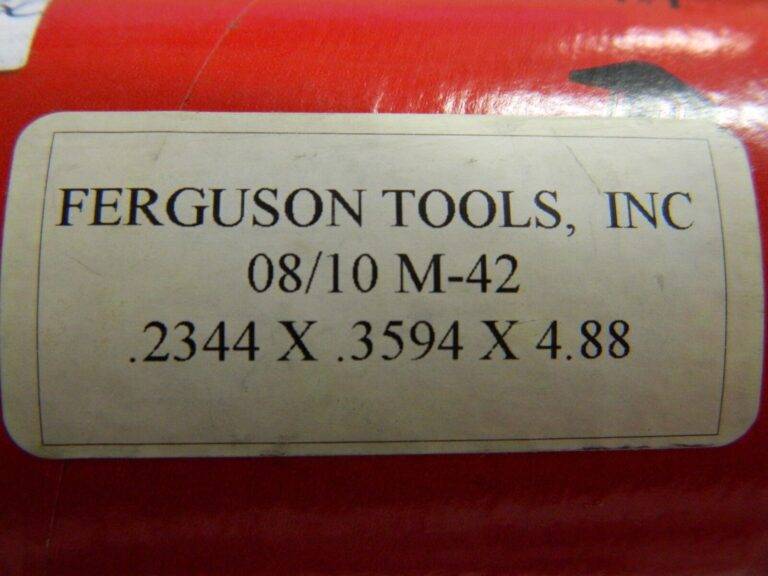 FERGUSON TOOLS, INC
08/10 M-42
.2344 X .3594 X 4.88